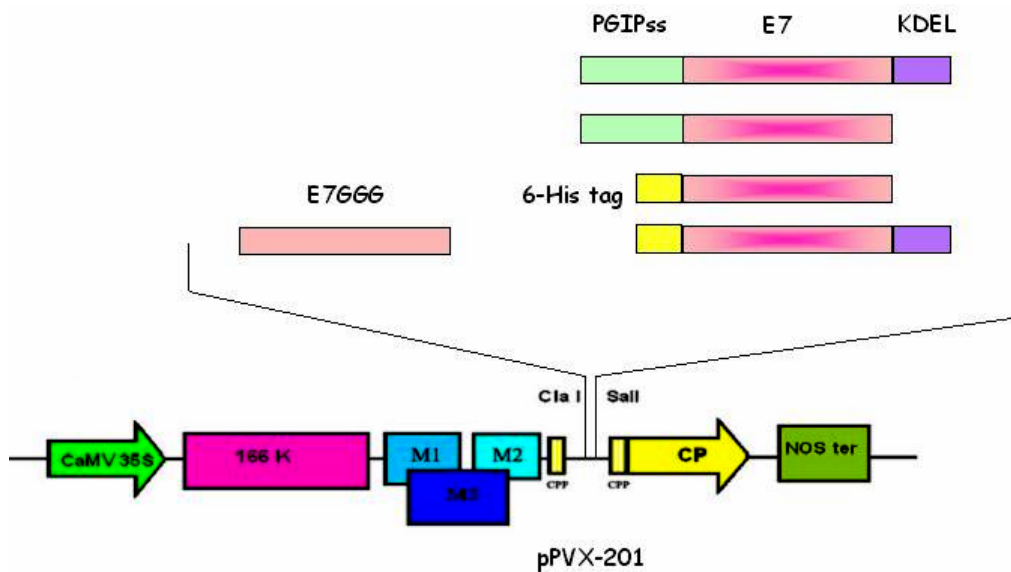 PGIPss E7 KDEL
6-His tag
E7GGG
Cla I SalI
CaMV 35S 166 K M1 M2 CP NOS ter
CPP CPP
pPVX-201